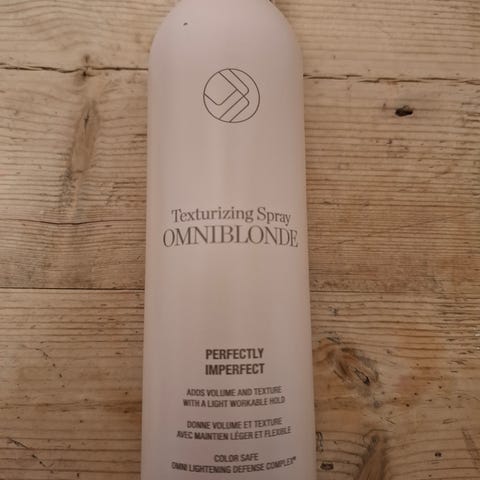 Texturizing Spray
OMNIBLONDE
PERFECTLY
IMPERFECT
ADDS VOLUME AND TEXTURE
WITH A LIGHT WORKABLE HOLD
DONNE VOLUME ET TEXTURE
AVEC MAINTIEN LÉGER ET FLEXIBLE
COLOR SAFE
OMNI LIGHTENING DEFENSE COMPLEX™